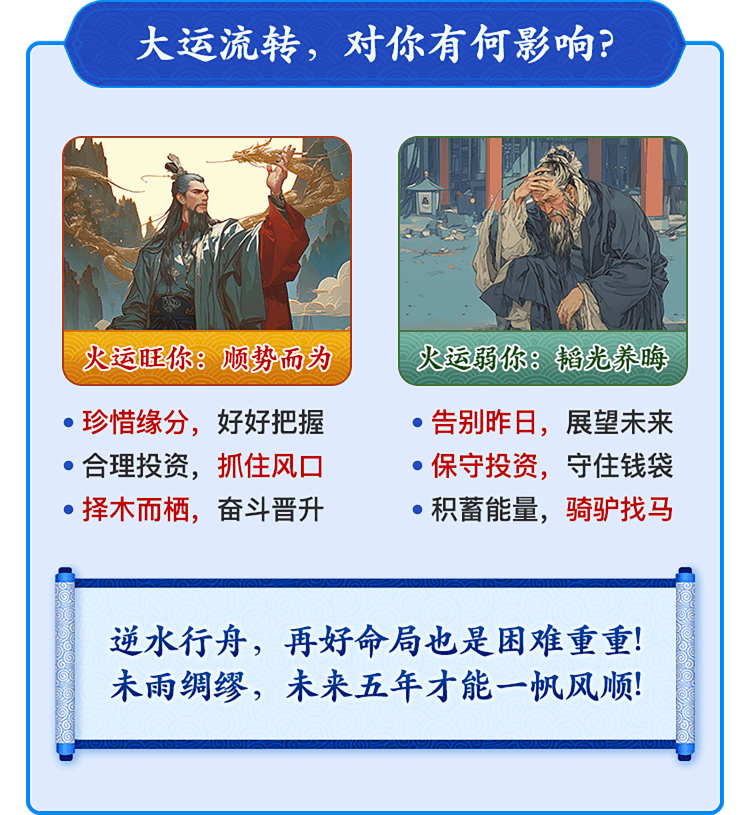 大运流转，对你有何影响?
火运旺你：顺势而为
珍惜缘分，好好把握
合理投资，抓住风口
择木而栖，奋斗晋升
火运弱你：韬光养晦
告别昨日，展望未来
保守投资，守住钱袋
积蓄能量，骑驴找马
逆水行舟，再好命局也是困难重重!
未雨绸缪，未来五年才能一帆风顺!